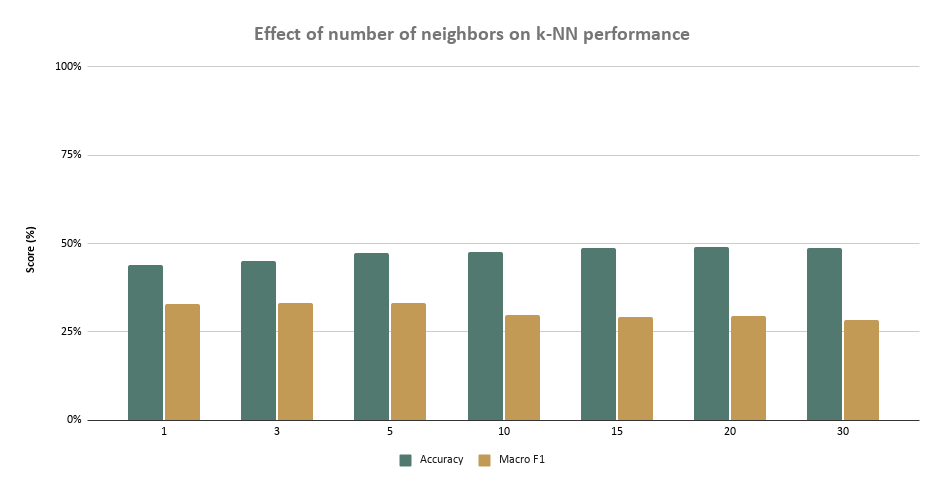 Effect of number of neighbors on k-NN performance
100%
75%
50%
25%
0%
Score (%)
1 3 5 10 15 20 30
Accuracy Macro F1